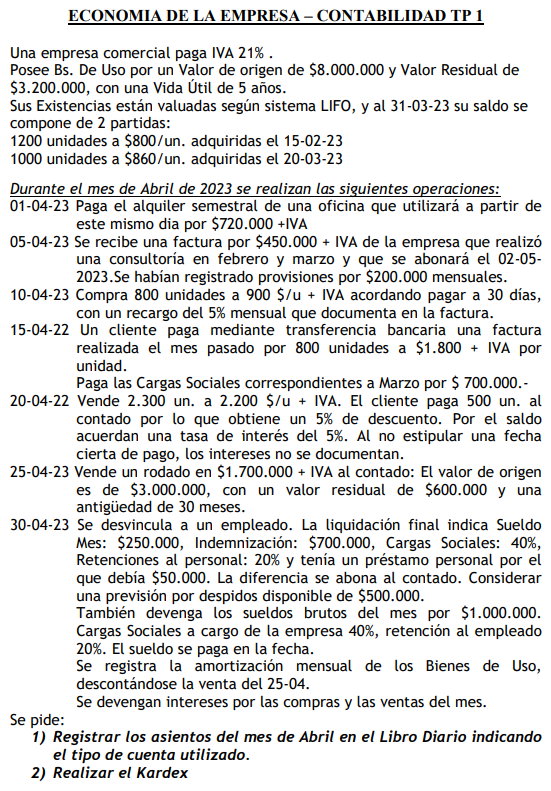 ECONOMIA DE LA EMPRESA – CONTABILIDAD TP 1
Una empresa comercial paga IVA 21% .
Posee Bs. De Uso por un Valor de origen de $8.000.000 y Valor Residual de
$3.200.000, con una Vida Útil de 5 años.
Sus Existencias están valuadas según sistema LIFO, y al 31-03-23 su saldo se
compone de 2 partidas:
1200 unidades a $800/un. adquiridas el 15-02-23
1000 unidades a $860/un. adquiridas el 20-03-23
Durante el mes de Abril de 2023 se realizan las siguientes operaciones:
01-04-23 Paga el alquiler semestral de una oficina que utilizará a partir de
este mismo dia por $720.000 +IVA
05-04-23 Se recibe una factura por $450.000 + IVA de la empresa que realizó
una consultoría en febrero y marzo y que se abonará el 02-05-
2023.Se habían registrado provisiones por $200.000 mensuales.
10-04-23 Compra 800 unidades a 900 $/u + IVA acordando pagar a 30 días,
con un recargo del 5% mensual que documenta en la factura.
15-04-22 Un cliente paga mediante transferencia bancaria una factura
realizada el mes pasado por 800 unidades a $1.800 + IVA por
unidad.
Paga las Cargas Sociales correspondientes a Marzo por $ 700.000.-
20-04-22 Vende 2.300 un. a 2.200 $/u + IVA. El cliente paga 500 un. al
contado por lo que obtiene un 5% de descuento. Por el saldo
acuerdan una tasa de interés del 5%. Al no estipular una fecha
cierta de pago, los intereses no se documentan.
25-04-23 Vende un rodado en $1.700.000 + IVA al contado: El valor de origen
es de $3.000.000, con un valor residual de $600.000 y una
antigüedad de 30 meses.
30-04-23 Se desvincula a un empleado. La liquidación final indica Sueldo
Mes: $250.000, Indemnización: $700.000, Cargas Sociales: 40%,
Retenciones al personal: 20% y tenía un préstamo personal por el
que debía $50.000. La diferencia se abona al contado. Considerar
una previsión por despidos disponible de $500.000.
También devenga los sueldos brutos del mes por $1.000.000.
Cargas Sociales a cargo de la empresa 40%, retención al empleado
20%. El sueldo se paga en la fecha.
Se registra la amortización mensual de los Bienes de Uso,
descontándose la venta del 25-04.
Se devengan intereses por las compras y las ventas del mes.
Se pide:
1) Registrar los asientos del mes de Abril en el Libro Diario indicando
el tipo de cuenta utilizado.
2) Realizar el Kardex